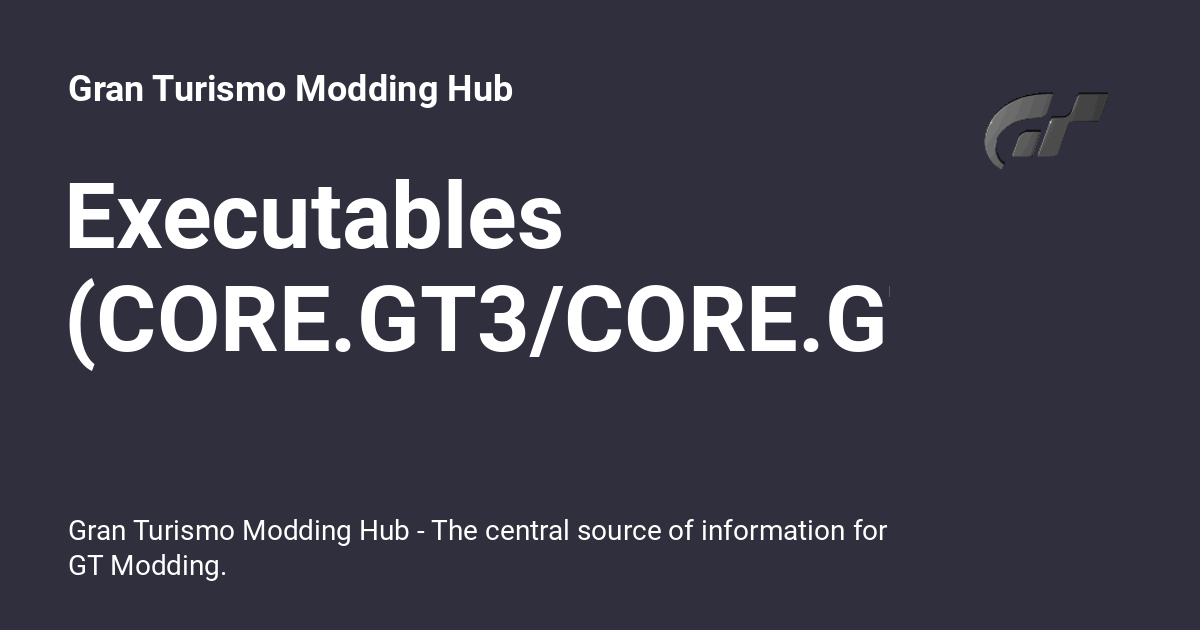 Gran Turismo Modding Hub
Executables
(CORE.GT3/CORE.G
Gran Turismo Modding Hub - The central source of information for
GT Modding.